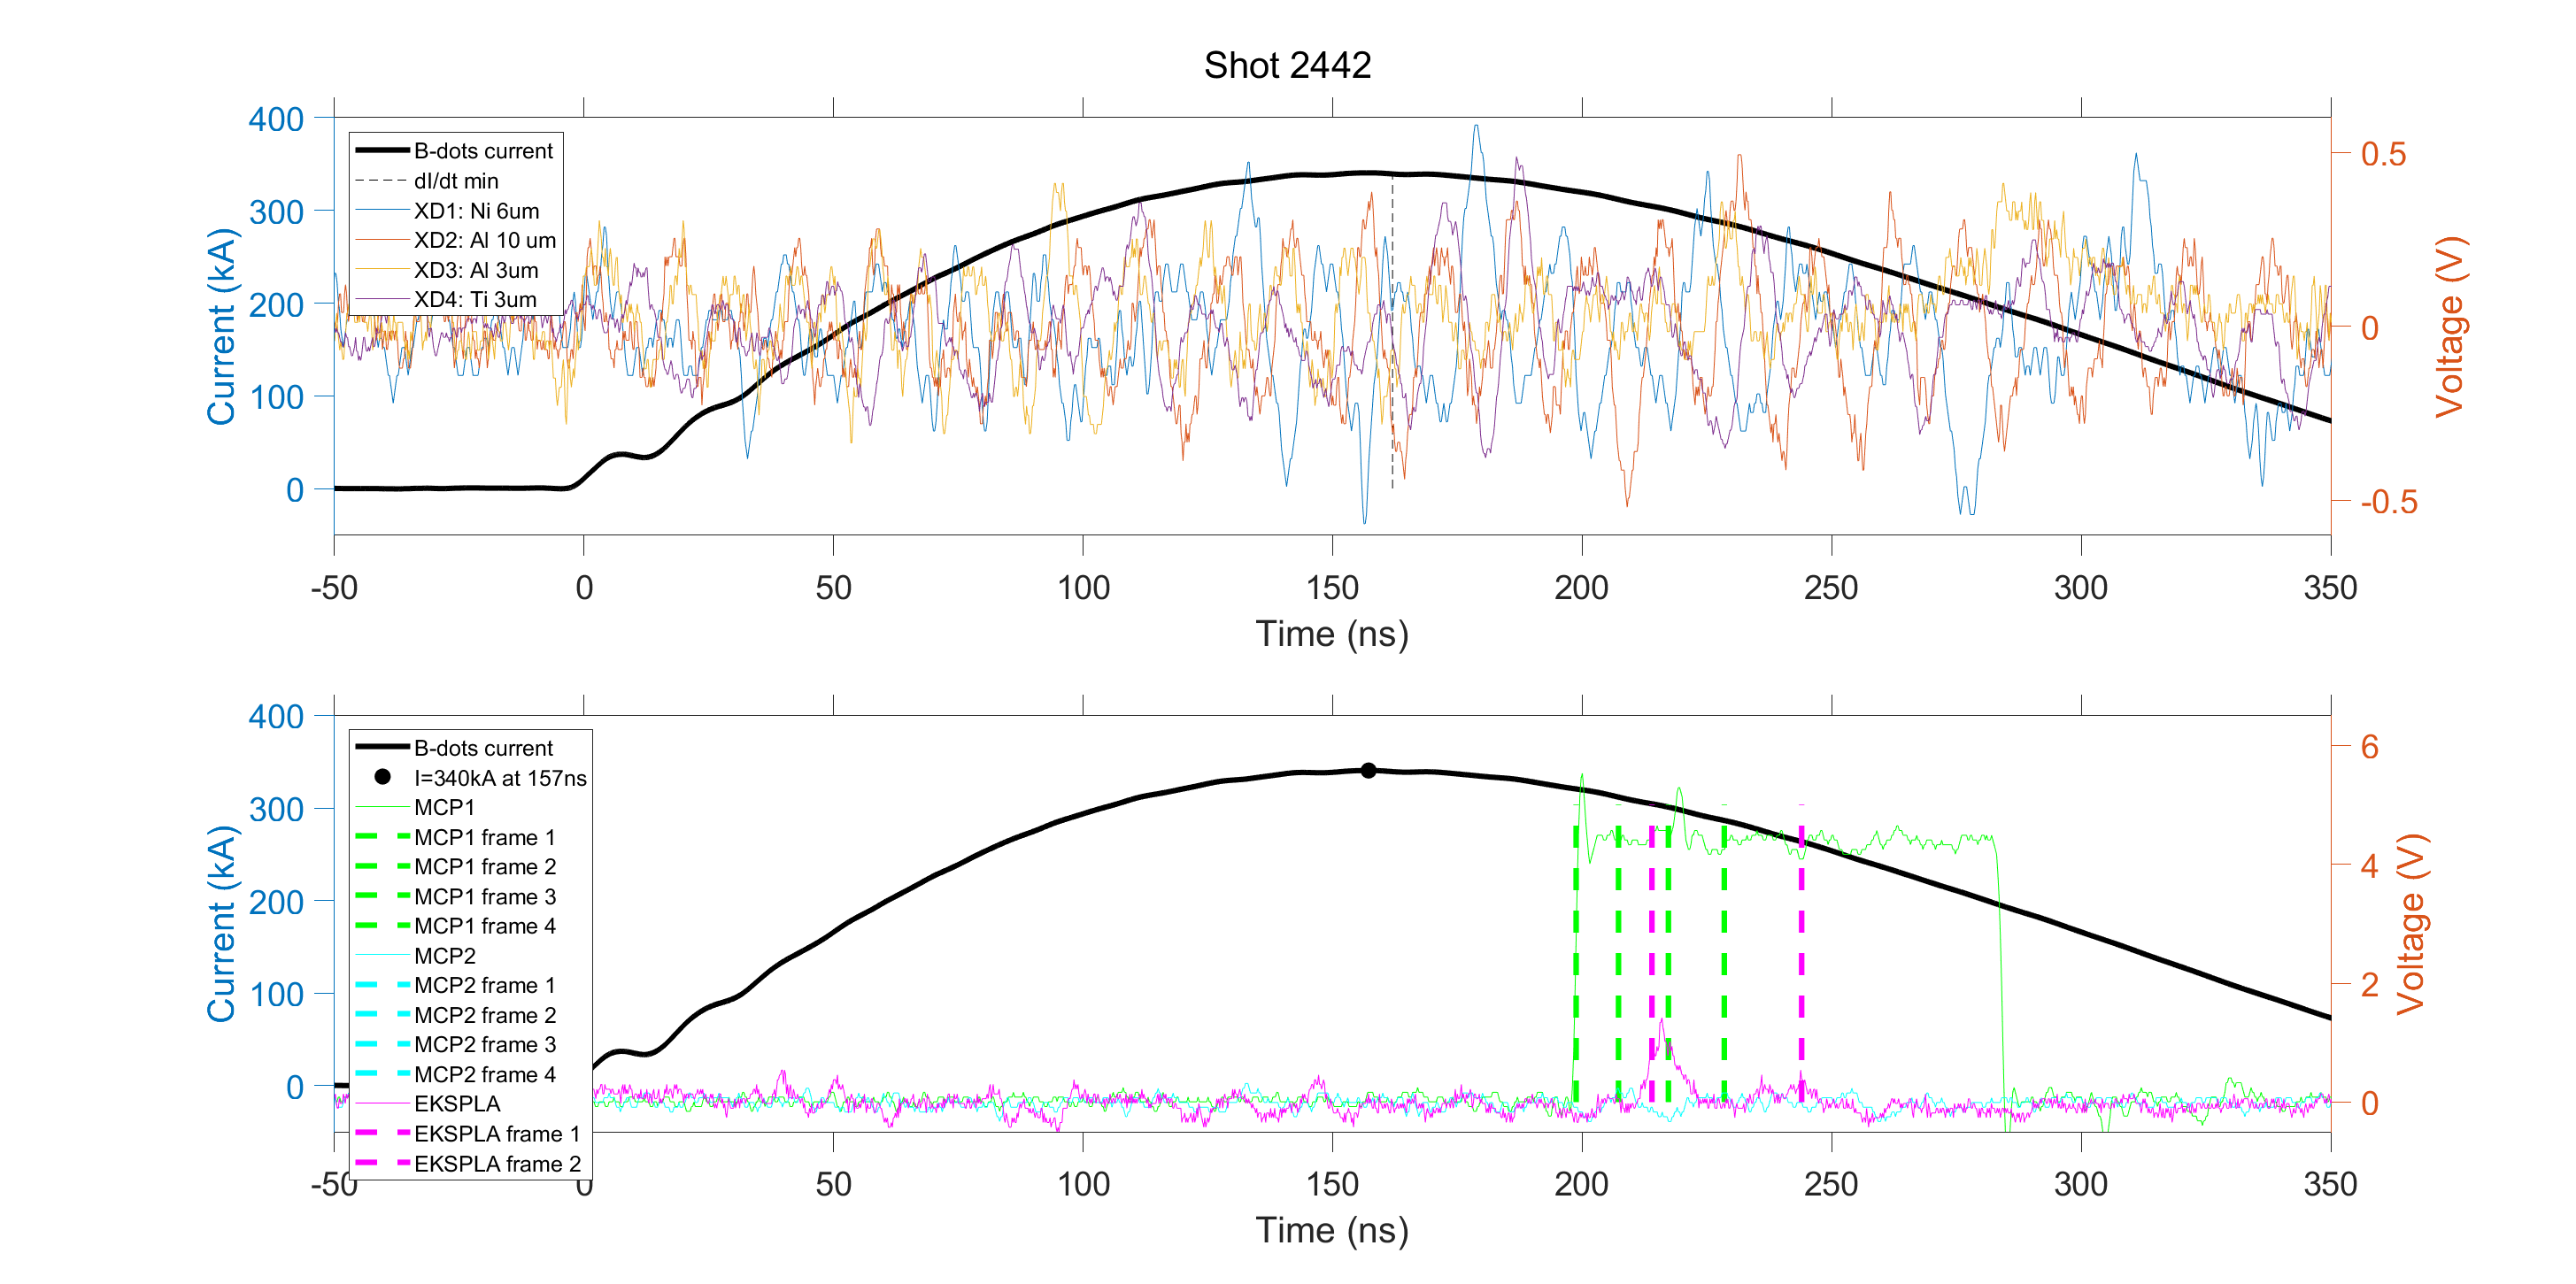 Shot 2442
400
300
200
100
0
Current (kA)
B-dots current
dI/dt min
XD1: Ni 6um
XD2: Al 10 um
XD3: Al 3um
XD4: Ti 3um
0.5
0
-0.5
Voltage (V)
-50 0 50 100 150 200 250 300 350
Time (ns)
400
300
200
100
0
Current (kA)
B-dots current
I=340kA at 157ns
MCP1
MCP1 frame 1
MCP1 frame 2
MCP1 frame 3
MCP1 frame 4
MCP2
MCP2 frame 1
MCP2 frame 2
MCP2 frame 3
MCP2 frame 4
EKSPLA
EKSPLA frame 1
EKSPLA frame 2
6
4
2
0
Voltage (V)
-50 0 50 100 150 200 250 300 350
Time (ns)